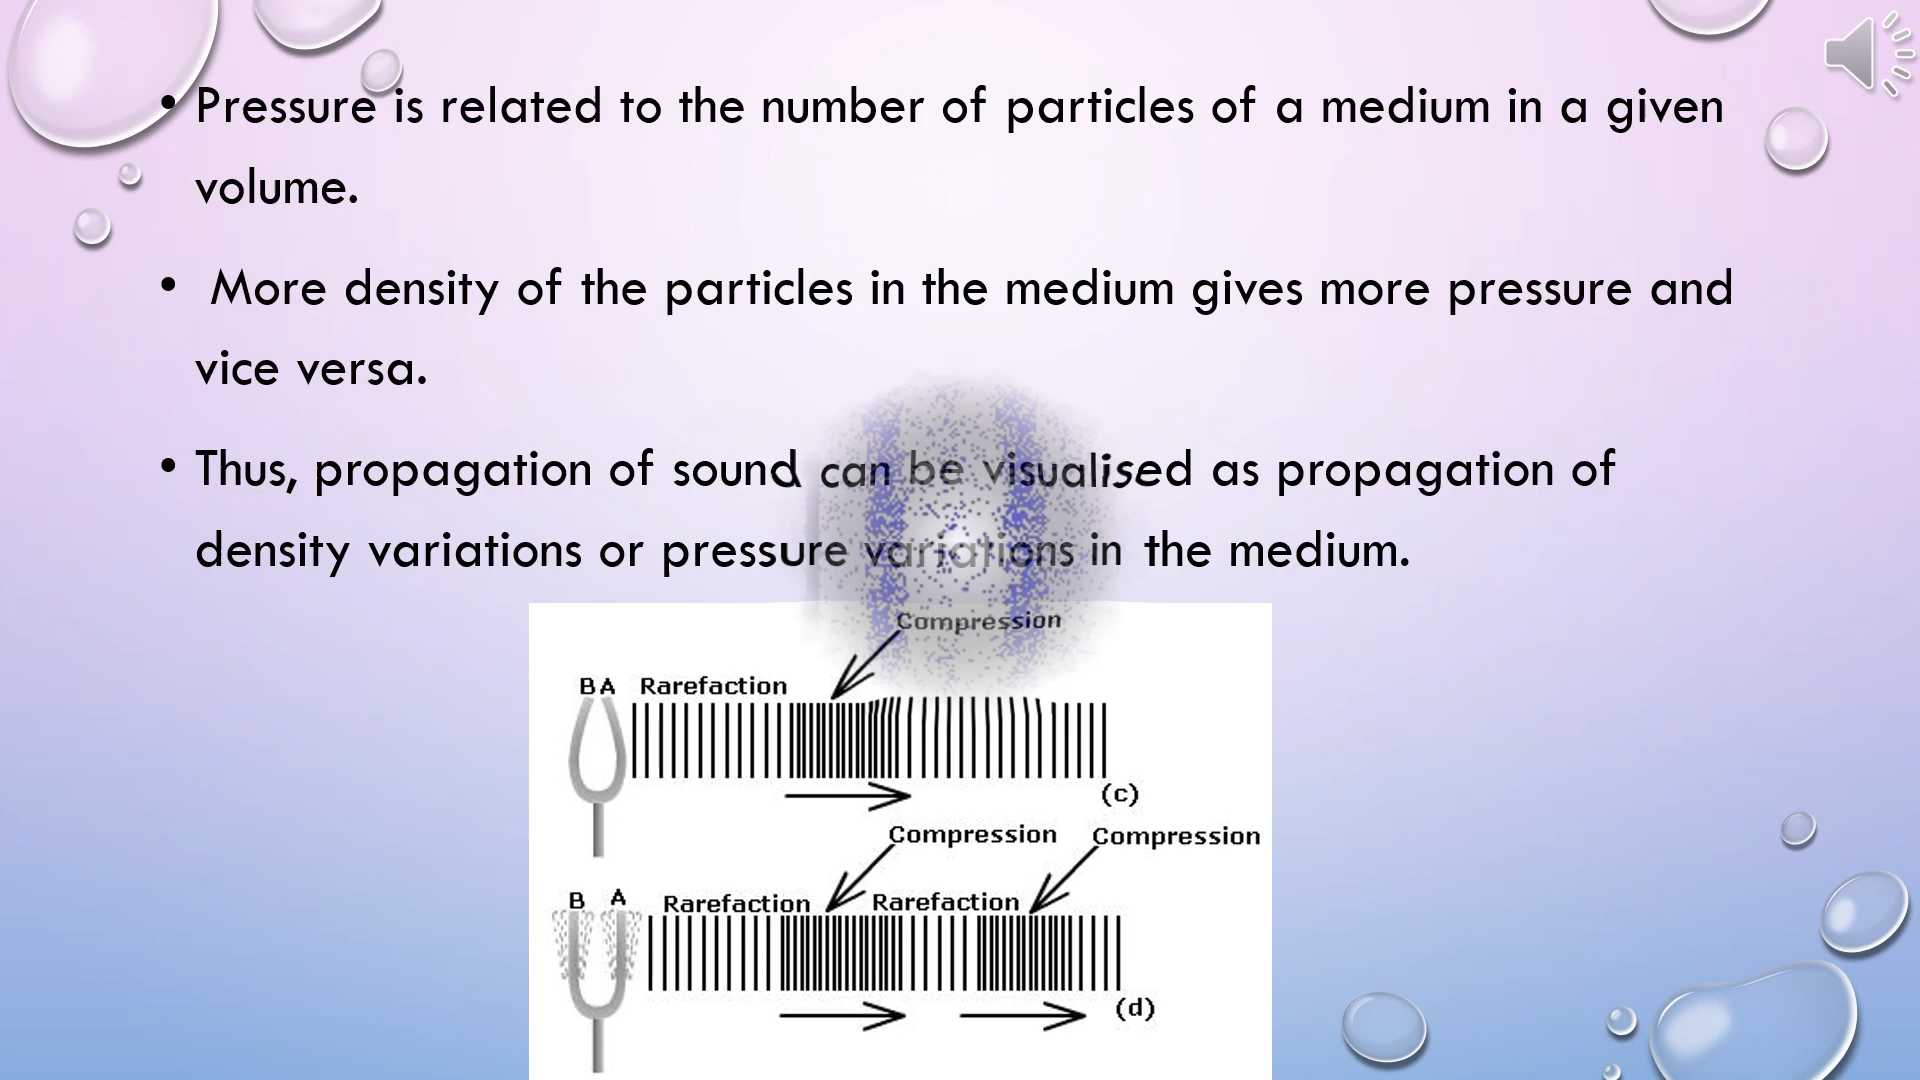 • Pressure is related to the number of particles of a medium in a given
volume.
• More density of the particles in the medium gives more pressure and
vice versa.
• Thus, propagation of sound can be visualised as propagation of
density variations or pressure variations in the medium.
Compression
B A Rarefaction
(c)
Compression Compression
B A Rarefaction Rarefaction
(d)